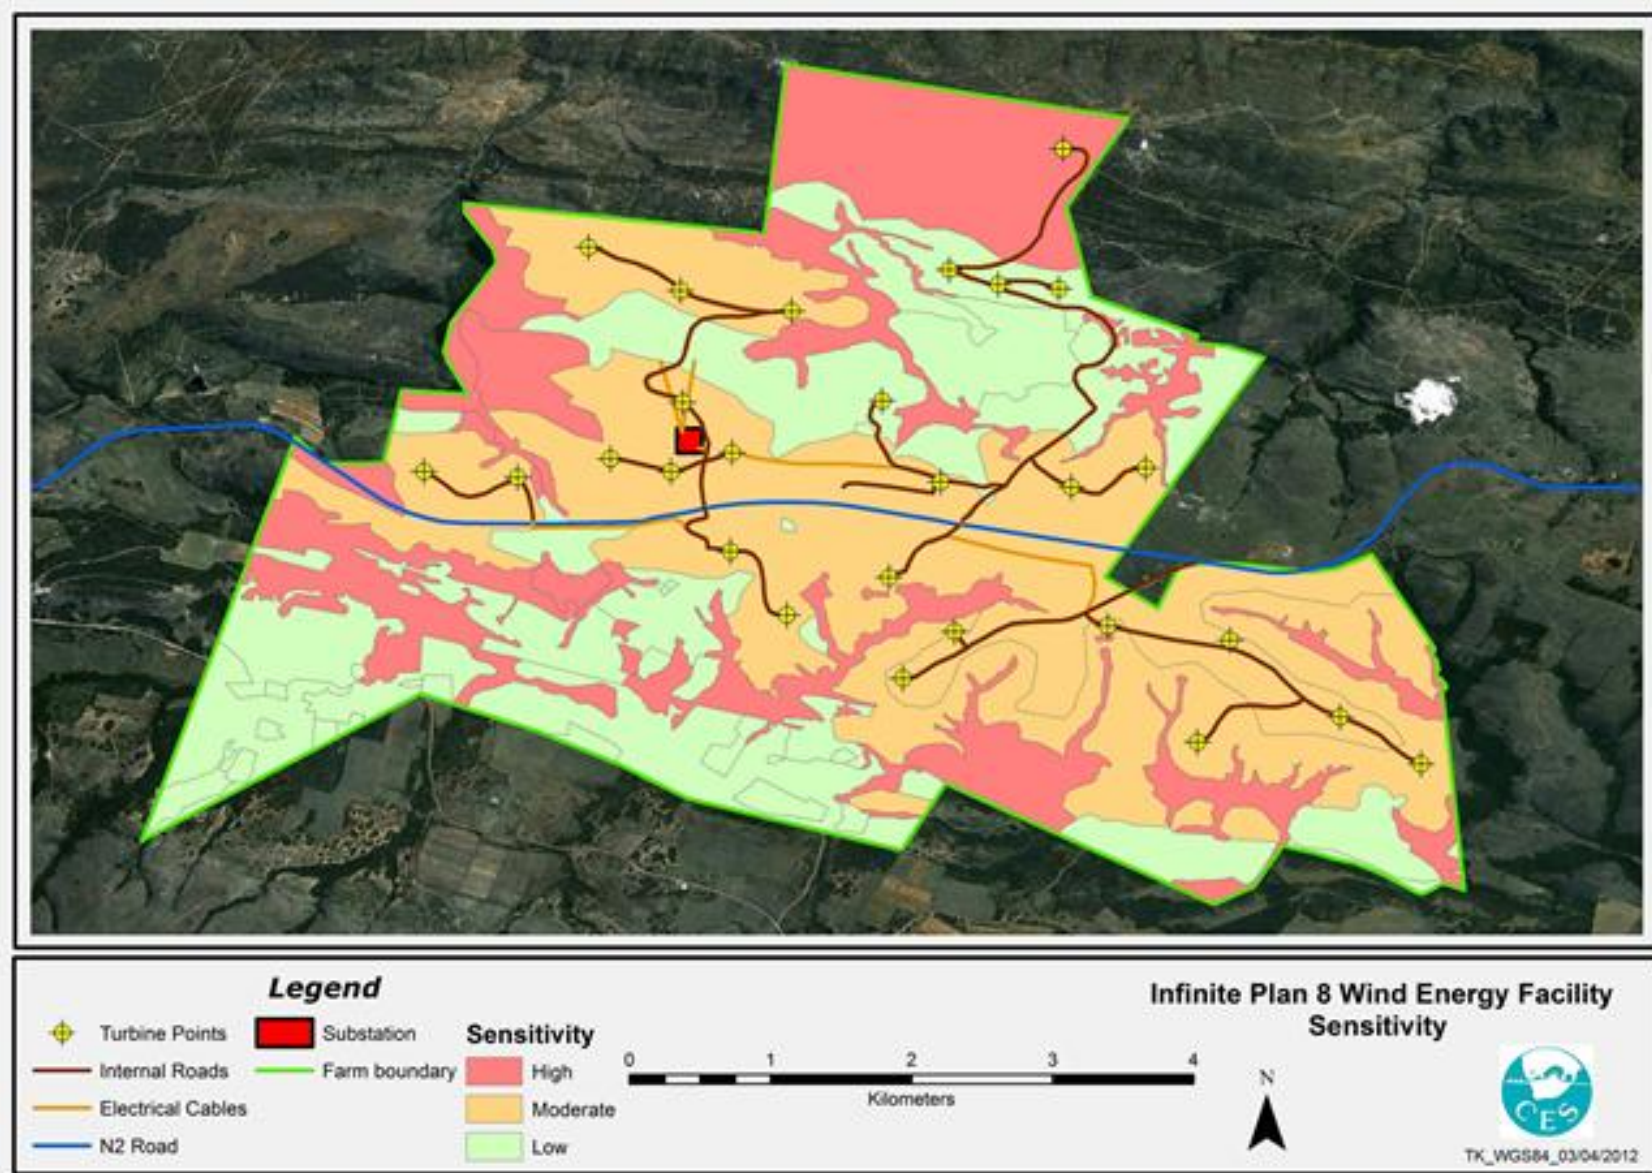 Legend
Turbine Points
Internal Roads
Electrical Cables
N2 Road
Substation
Farm boundary
Sensitivity
High
Moderate
Low
0 1 2 3 4
Kilometers
Infinite Plan 8 Wind Energy Facility
Sensitivity
N
CES
TK_WGS84_03/04/2012